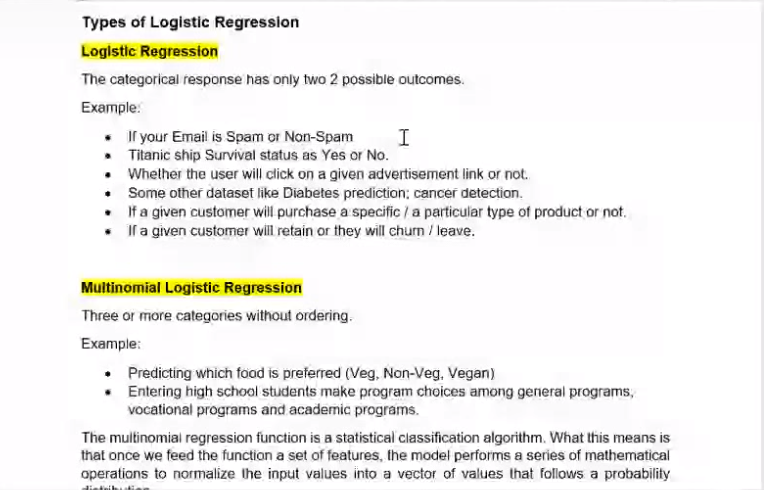 Types of Logistic Regression
Logistic Regression
The categorical response has only two 2 possible outcomes.
Example:
• If your Email is Spam or Non-Spam
• Titanic ship Survival status as Yes or No.
• Whether the user will click on a given advertisement link or not.
• Some other dataset like Diabetes prediction; cancer detection.
• If a given customer will purchase a specific / a particular type of product or not.
• If a given customer will retain or they will churn / leave.
Multinomial Logistic Regression
Three or more categories without ordering.
Example:
• Predicting which food is preferred (Veg, Non-Veg, Vegan)
• Entering high school students make program choices among general programs,
vocational programs and academic programs.
The multinomial regression function is a statistical classification algorithm. What this means is
that once we feed the function a set of features, the model performs a series of mathematical
operations to normalize the input values into a vector of values that follows a probability